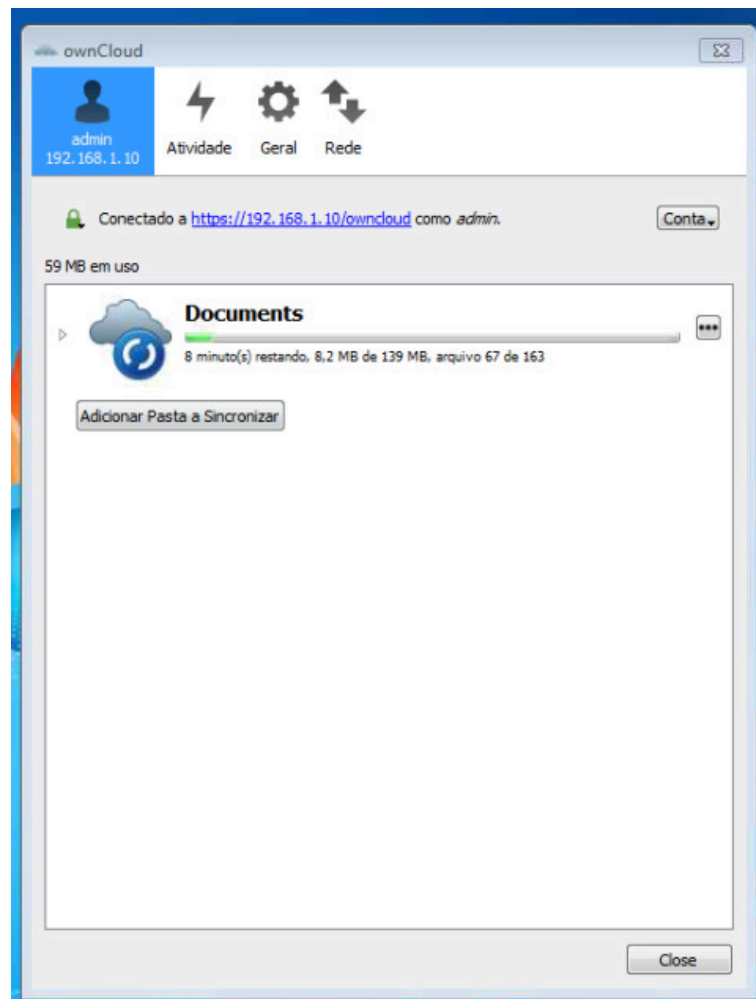 ownCloud
admin
192.168.1.10
Atividade
Geral
Rede
Conectado a https://192.168.1.10/owncloud como admin.
Conta
59 MB em uso
Documents
8 minuto(s) restando, 8,2 MB de 139 MB, arquivo 67 de 163
Adicionar Pasta a Sincronizar
Close